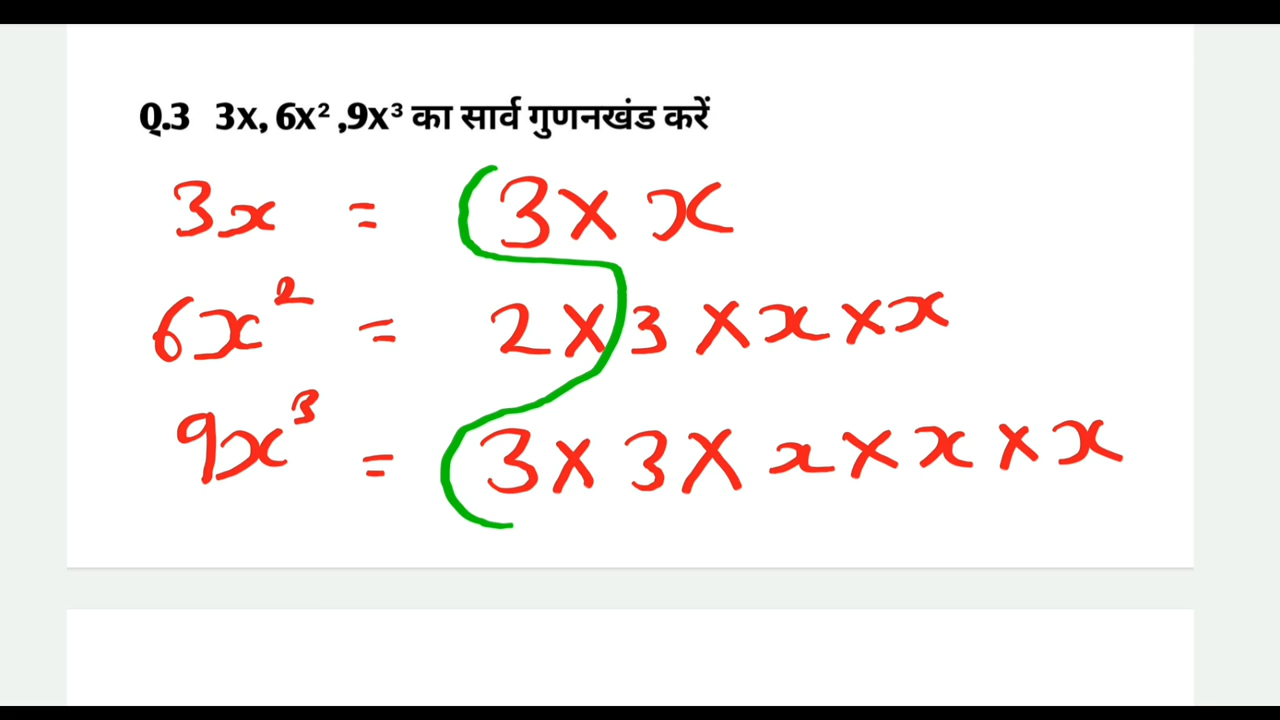 Q.3 3x, 6x² ,9x³ का सार्व गुणनखंड करें
3x = 3 × x
6x² = 2 × 3 × x × x
9x³ = 3 × 3 × x × x × x